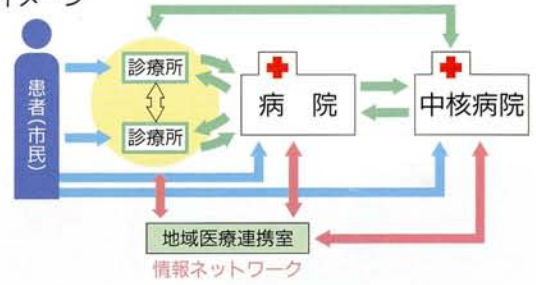 イメージ
患者(市民)
診療所
診療所
病 院
中核病院
地域医療連携室
情報ネットワーク